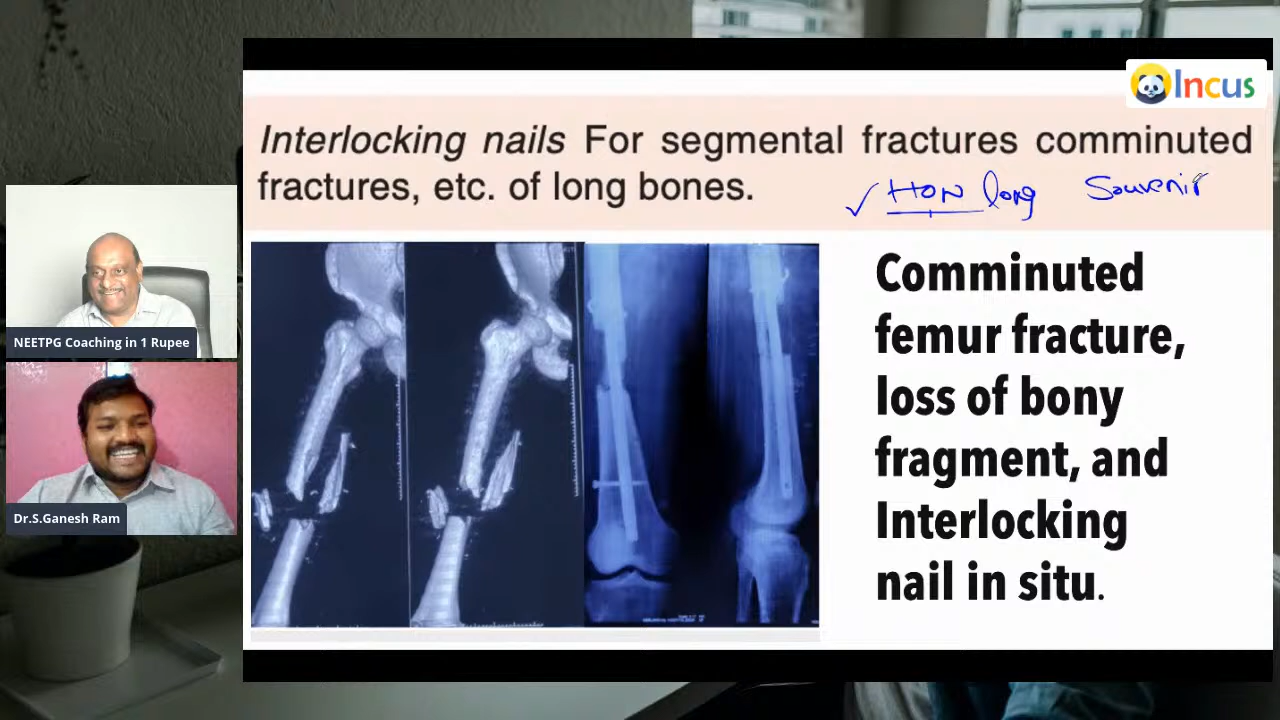 Incus
Interlocking nails For segmental fractures comminuted
fractures, etc. of long bones.
✓ HON long Souvenir
Comminuted
femur fracture,
loss of bony
fragment, and
Interlocking
nail in situ.
NEETPG Coaching in 1 Rupee
Dr.S.Ganesh Ram